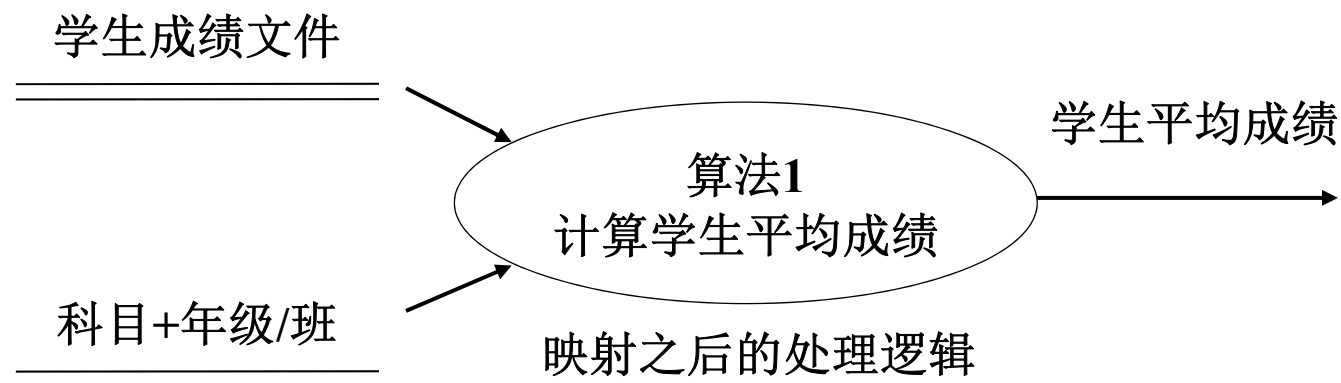 学生成绩文件
学生平均成绩
算法1
计算学生平均成绩
科目+年级/班
映射之后的处理逻辑